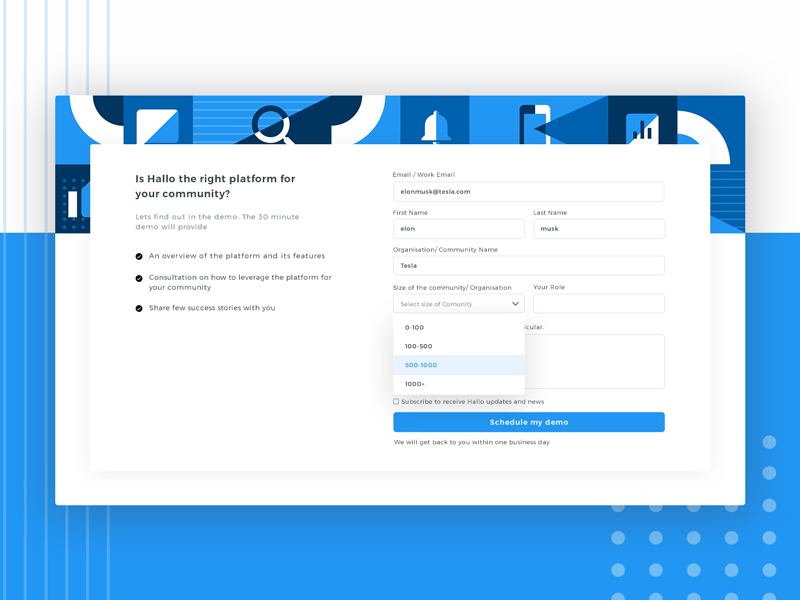 Is Hallo the right platform for
your community?
Lets find out in the demo. The 30 minute
demo will provide
An overview of the platform and its features
Consultation on how to leverage the platform for
your community
Share few success stories with you
Email / Work Email
elonmusk@tesla.com
First Name
Last Name
elon
musk
Organisation/ Community Name
Tesla
Size of the community/ Organisation
Your Role
Select size of Comunity
cular.
0-100
100-500
500-1000
1000+
Subscribe to receive Hallo updates and news
Schedule my demo
We will get back to you within one business day